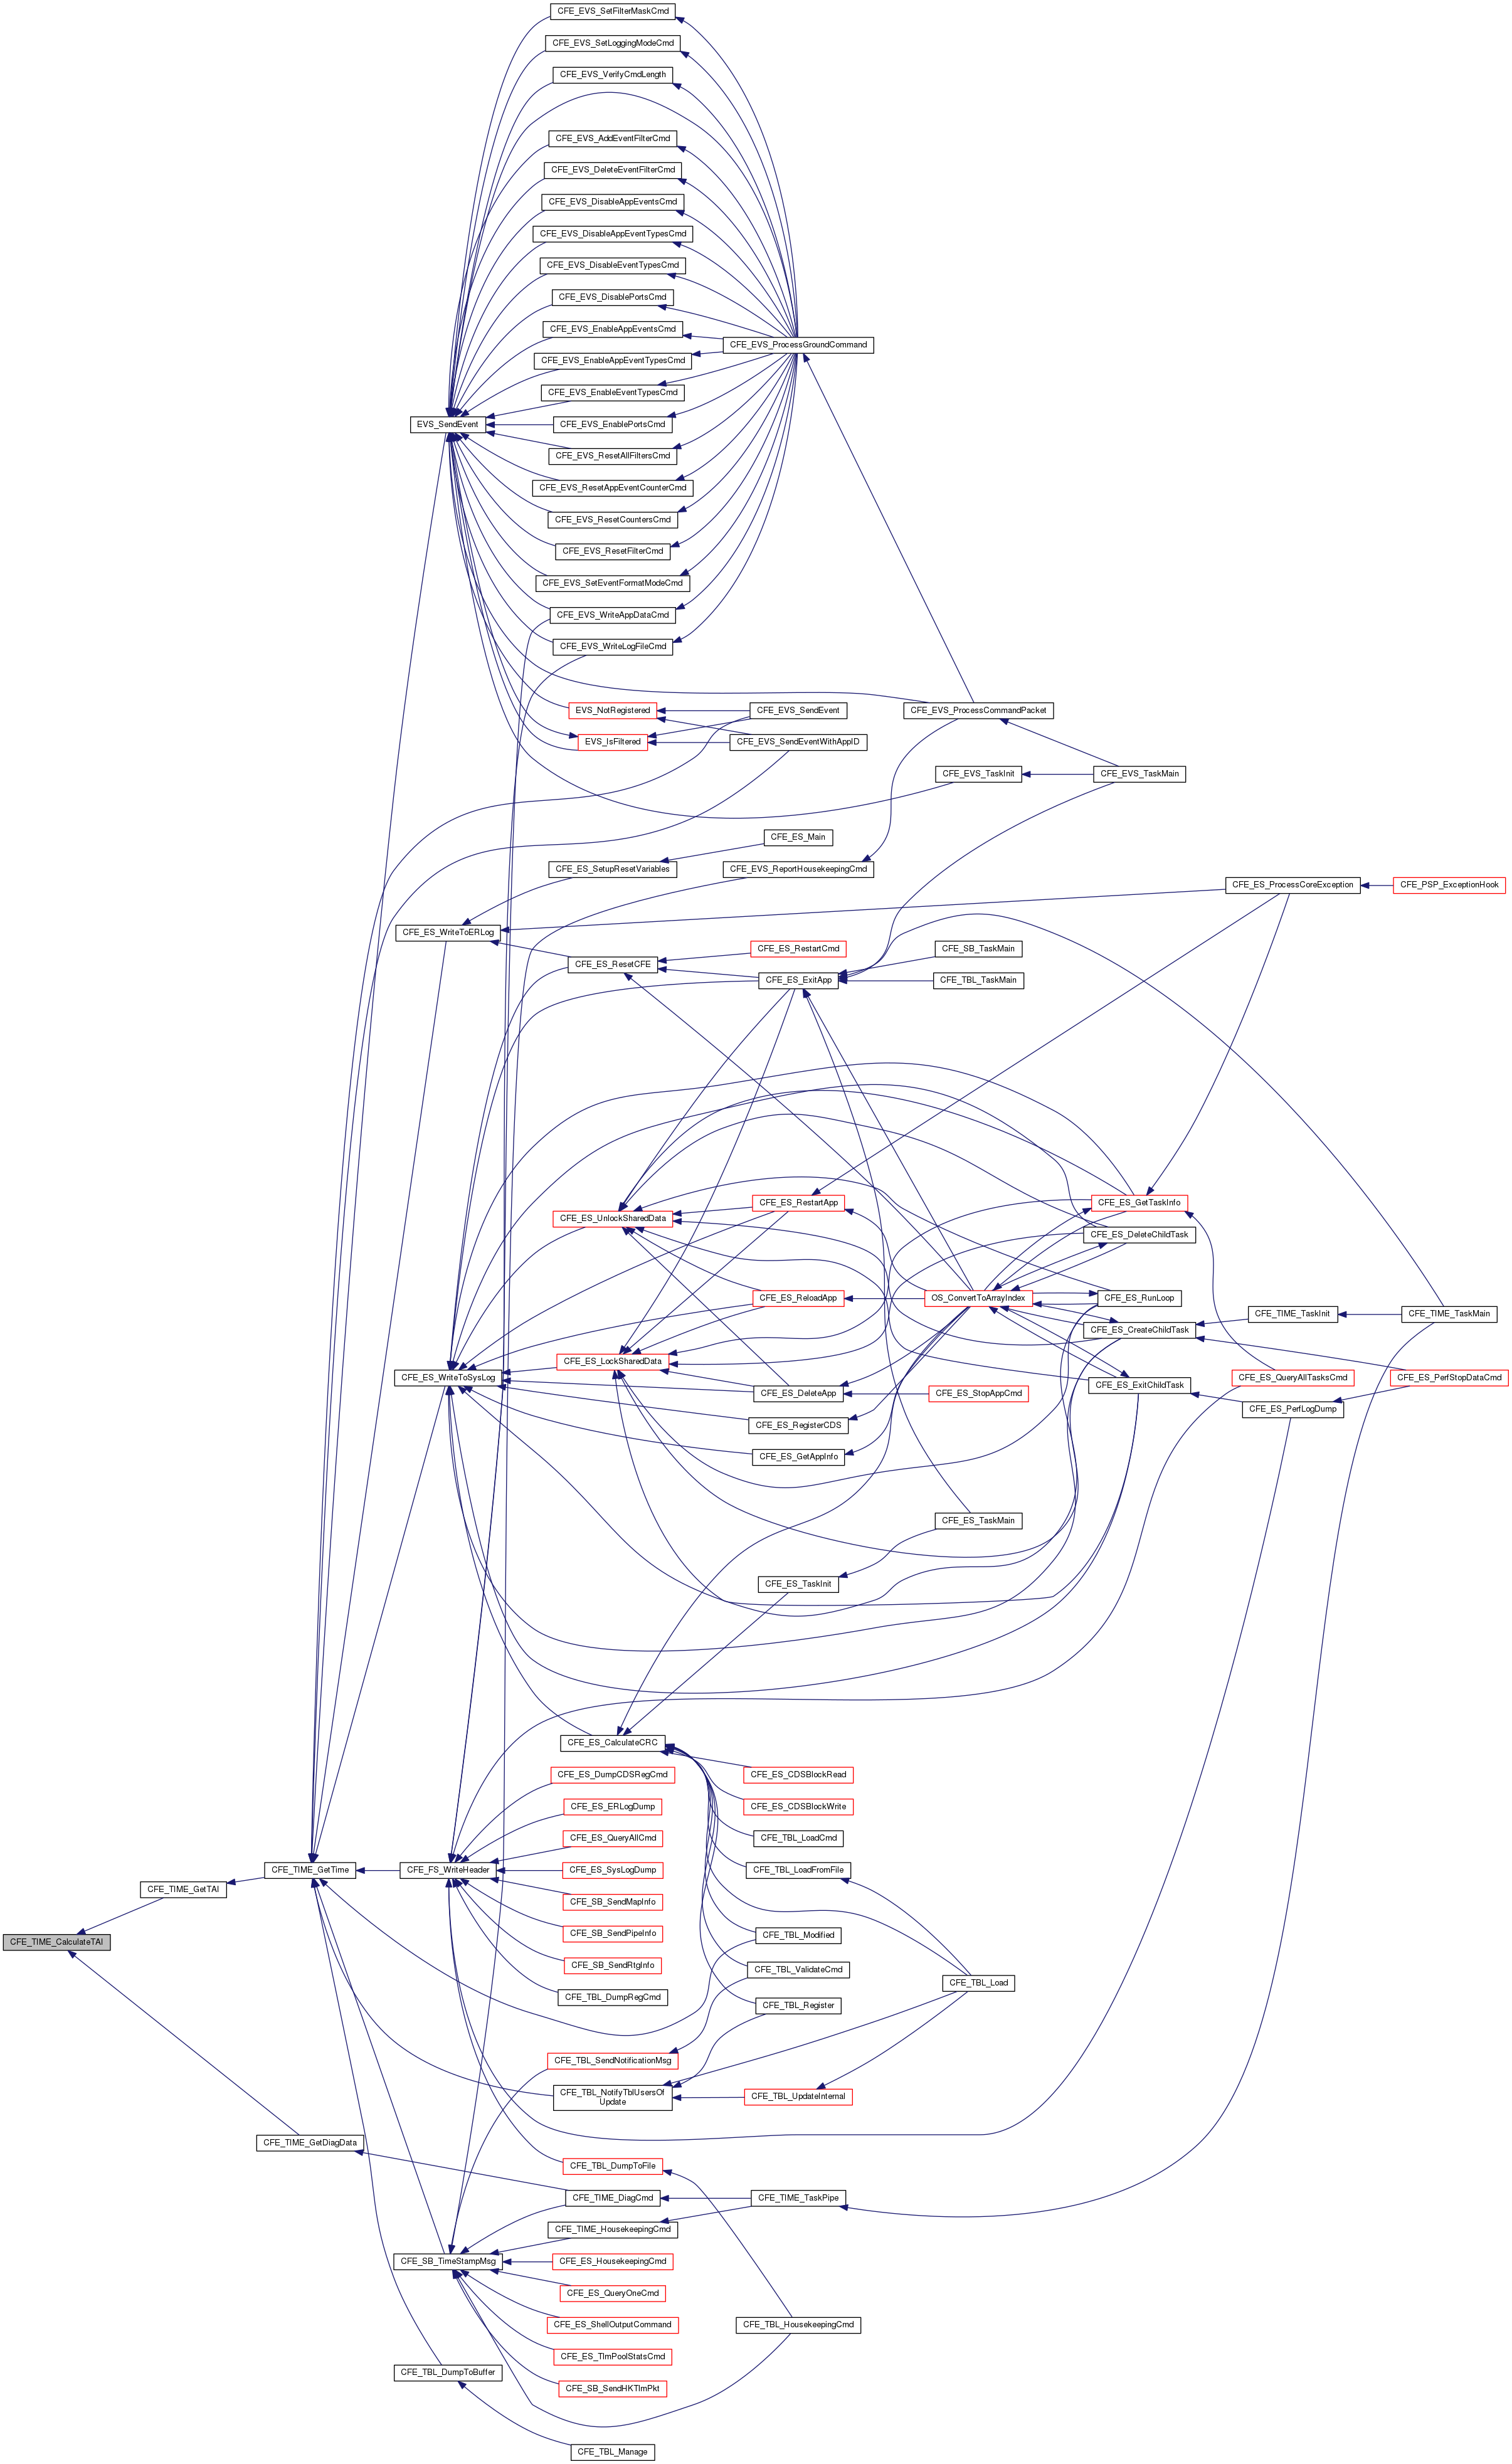 CFE_EVS_SetFilterMaskCmd
CFE_EVS_SetLoggingModeCmd
CFE_EVS_VerifyCmdLength
CFE_EVS_AddEventFilterCmd
CFE_EVS_DeleteEventFilterCmd
CFE_EVS_DisableAppEventsCmd
CFE_EVS_DisableAppEventTypesCmd
CFE_EVS_DisableEventTypesCmd
CFE_EVS_DisablePortsCmd
CFE_EVS_EnableAppEventsCmd
CFE_EVS_ProcessGroundCommand
CFE_EVS_EnableAppEventTypesCmd
CFE_EVS_EnableEventTypesCmd
EVS_SendEvent
CFE_EVS_EnablePortsCmd
CFE_EVS_ResetAllFiltersCmd
CFE_EVS_ResetAppEventCounterCmd
CFE_EVS_ResetCountersCmd
CFE_EVS_ResetFilterCmd
CFE_EVS_SetEventFormatModeCmd
CFE_EVS_WriteAppDataCmd
CFE_EVS_WriteLogFileCmd
EVS_NotRegistered
CFE_EVS_SendEvent
CFE_EVS_ProcessCommandPacket
EVS_IsFiltered
CFE_EVS_SendEventWithAppID
CFE_EVS_TaskInit
CFE_EVS_TaskMain
CFE_ES_Main
CFE_ES_SetupResetVariables
CFE_EVS_ReportHousekeepingCmd
CFE_ES_ProcessCoreException
CFE_PSP_ExceptionHook
CFE_ES_WriteToERLog
CFE_ES_RestartCmd
CFE_SB_TaskMain
CFE_ES_ResetCFE
CFE_ES_ExitApp
CFE_TBL_TaskMain
CFE_ES_RestartApp
CFE_ES_GetTaskInfo
CFE_ES_UnlockSharedData
CFE_ES_DeleteChildTask
CFE_ES_ReloadApp
OS_ConvertToArrayIndex
CFE_ES_RunLoop
CFE_TIME_TaskInit
CFE_TIME_TaskMain
CFE_ES_CreateChildTask
CFE_ES_LockSharedData
CFE_ES_WriteToSysLog
CFE_ES_QueryAllTasksCmd
CFE_ES_PerfStopDataCmd
CFE_ES_ExitChildTask
CFE_ES_DeleteApp
CFE_ES_StopAppCmd
CFE_ES_PerfLogDump
CFE_ES_RegisterCDS
CFE_ES_GetAppInfo
CFE_ES_TaskMain
CFE_ES_TaskInit
CFE_ES_CalculateCRC
CFE_ES_DumpCDSRegCmd
CFE_ES_CDSBlockRead
CFE_ES_ERLogDump
CFE_ES_CDSBlockWrite
CFE_ES_QueryAllCmd
CFE_TBL_LoadCmd
CFE_TIME_GetTime
CFE_FS_WriteHeader
CFE_ES_SysLogDump
CFE_TBL_LoadFromFile
CFE_TIME_GetTAI
CFE_SB_SendMapInfo
CFE_SB_SendPipeInfo
CFE_TBL_Modified
CFE_TIME_CalculateTAI
CFE_SB_SendRtgInfo
CFE_TBL_ValidateCmd
CFE_TBL_Load
CFE_TBL_DumpRegCmd
CFE_TBL_Register
CFE_TBL_SendNotificationMsg
CFE_TBL_NotifyTblUsersOf
Update
CFE_TBL_UpdateInternal
CFE_TIME_GetDiagData
CFE_TBL_DumpToFile
CFE_TIME_DiagCmd
CFE_TIME_TaskPipe
CFE_TIME_HousekeepingCmd
CFE_SB_TimeStampMsg
CFE_ES_HousekeepingCmd
CFE_ES_QueryOneCmd
CFE_ES_ShellOutputCommand
CFE_TBL_HousekeepingCmd
CFE_ES_TlmPoolStatsCmd
CFE_TBL_DumpToBuffer
CFE_SB_SendHKTlmPkt
CFE_TBL_Manage